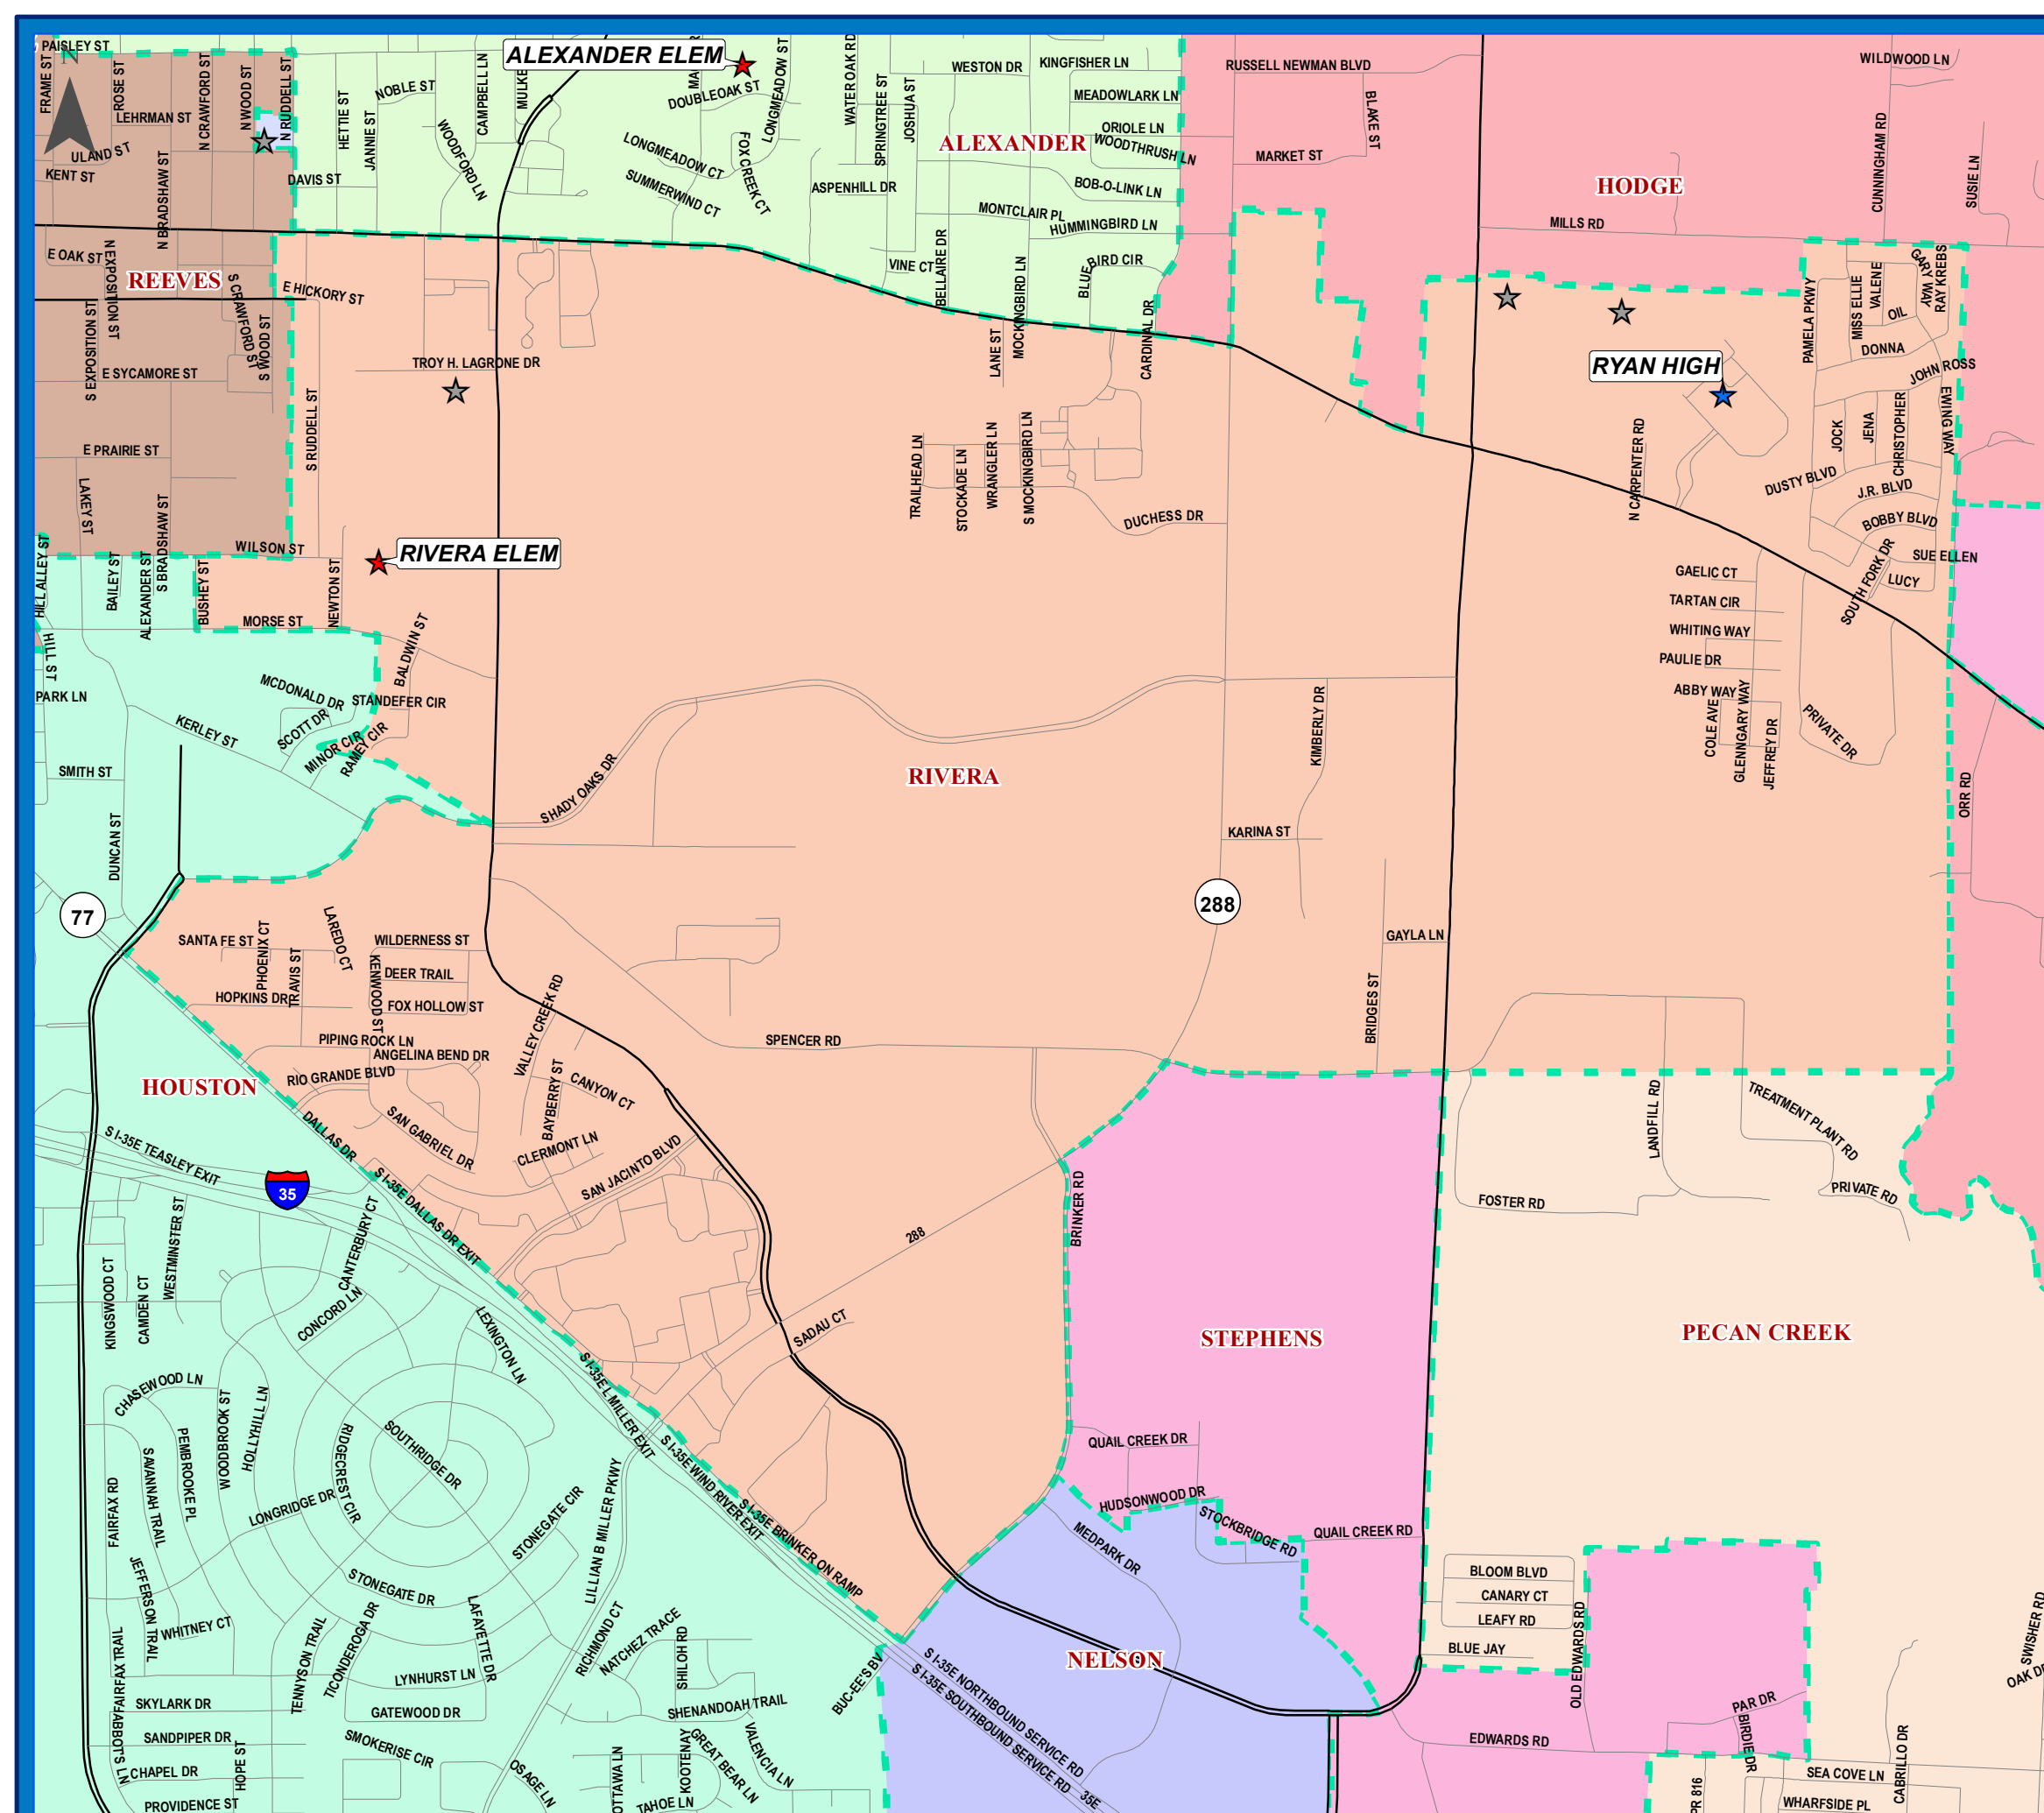 PAISLEY ST
N
FRAME ST
ROSE ST
N CRAWFORD ST
N WOOD ST
N RUDDELL ST
LEHRMAN ST
ULAND ST
KENT ST
N BRADSHAW ST
HETTIE ST
JANNIE ST
NOBLE ST
CAMPBELL LN
MULKE
WOODFORD LN
DAVIS ST
ALEXANDER ELEM
DOUBLEOAK ST
LONGMEADOW ST
LONGMEADOW CT
FOX CREEK CT
SUMMERWIND CT
WATER OAK RD
SPRINGTREE ST
JOSHUA ST
WESTON DR
KINGFISHER LN
MEADOWLARK LN
ORIOLE LN
WOODTHRUSH LN
ALEXANDER
BOB-O-LINK LN
ASPENHILL DR
MONTCLAIR PL
HUMMINGBIRD LN
VINE CT
BELLAIRE DR
MOCKINGBIRD LN
BLUE
BIRD CIR
CARDINAL DR
LANE ST
RUSSELL NEWMAN BLVD
BLAKE ST
MARKET ST
HODGE
WILDWOOD LN
CUNNINGHAM RD
SUSIE LN
MILLS RD
E OAK ST
N EXPOSITION ST
REEVES
S CRAWFORD ST
E HICKORY ST
S EXPOSITION ST
S WOOD ST
E SYCAMORE ST
S RUDDELL ST
TROY H. LAGRONE DR
E PRAIRIE ST
LAKEY ST
S BRADSHAW ST
WILSON ST
RIVERA ELEM
HILL ALLEY ST
BAILEY ST
ALEXANDER ST
BUSHEY ST
NEWTON ST
MORSE ST
HILL ST
BALDWIN ST
PARK LN
MCDONALD DR
STANDEFER CIR
SCOTT DR
MINOR CIR
RAMEY CIR
KERLEY ST
SMITH ST
DUNCAN ST
TRAILHEAD LN
STOCKADE LN
WRANGLER LN
S MOCKINGBIRD LN
DUCHESS DR
RYAN HIGH
N CARPENTER RD
PAMELA PKWY
MISS ELLIE
VALENE
GARY WAY
RAY KREBS
OIL
DONNA
JOHN ROSS
EWING WAY
JOCK
JENA
CHRISTOPHER
DUSTY BLVD
J.R. BLVD
BOBBY BLVD
SUE ELLEN
LUCY
SOUTH FORK DR
GAELIC CT
TARTAN CIR
WHITING WAY
PAULIE DR
ABBY WAY
COLE AVE
GLENNGARY WAY
JEFFREY DR
PRIVATE DR
ORR RD
RIVERA
S HADY OAKS DR
KIMBERLY DR
KARINA ST
288
GAYLA LN
BRIDGES ST
77
SANTA FE ST
PHOENIX CT
TRAVIS ST
LAREDO CT
WILDERNESS ST
KENWOOD ST
DEER TRAIL
HOPKINS DR
FOX HOLLOW ST
PIPING ROCK LN
ANGELINA BEND DR
RIO GRANDE BLVD
VALLEY CREEK RD
BAYBERRY ST
CANYON CT
SAN GABRIEL DR
CLERMONT LN
SAN JACINTO BLVD
SPENCER RD
HOUSTON
DALLAS DR
S I-35E TEASLEY EXIT
35
S I-35E DALLAS DR EXIT
288
BRINKER RD
SADAU CT
LANDFILL RD
TREATMENT PLANT RD
FOSTER RD
PRIVATE RD
STEPHENS
PECAN CREEK
KINGSWOOD CT
CAMDEN CT
WESTMINSTER ST
CANTERBURY CT
CONCORD LN
LEXINGTON LN
CHASEWOOD LN
WOODBROOK ST
HOLLYHILL LN
PEMBROOKE PL
SAVANNAH TRAIL
FAIRFAX RD
RIDGECREST CIR
SOUTHRIDGE DR
LONGRIDGE DR
S I-35E L MILLER EXIT
S I-35E WIND RIVER EXIT
S I-35E BRINKER ON RAMP
LILLIAN B MILLER PKWY
STONEGATE CIR
STONEGATE DR
JEFFERSON TRAIL
WHITNEY CT
FAIRFAX TRAIL
TENNYSON TRAIL
TICONDEROGA DR
LAFAYETTE DR
LYNHURST LN
GATEWOOD DR
SKYLARK DR
SANDPIPER DR
ABBOTS LN
CHAPEL DR
HOPE ST
PROVIDENCE ST
SMOKERISE CIR
OSAGE LN
RICHMOND CT
NATCHEZ TRACE
SHILOH RD
SHENANDOAH TRAIL
OTTAWA LN
KOOTENAY
GREAT BEAR LN
TAHOE LN
VALENCIA LN
BUC-EE'S BV
QUAIL CREEK DR
HUDSONWOOD DR
STOCKBRIDGE RD
QUAIL CREEK RD
MEDPARK DR
NELSON
S I-35E NORTHBOUND SERVICE RD
S I-35E SOUTHBOUND SERVICE RD
35E
BLOOM BLVD
CANARY CT
LEAFY RD
BLUE JAY
OLD EDWARDS RD
EDWARDS RD
PAR DR
BIRDIE DR
SEA COVE LN
CABRILLO DR
PR 816
WHARFSIDE PL
SWISHER RD